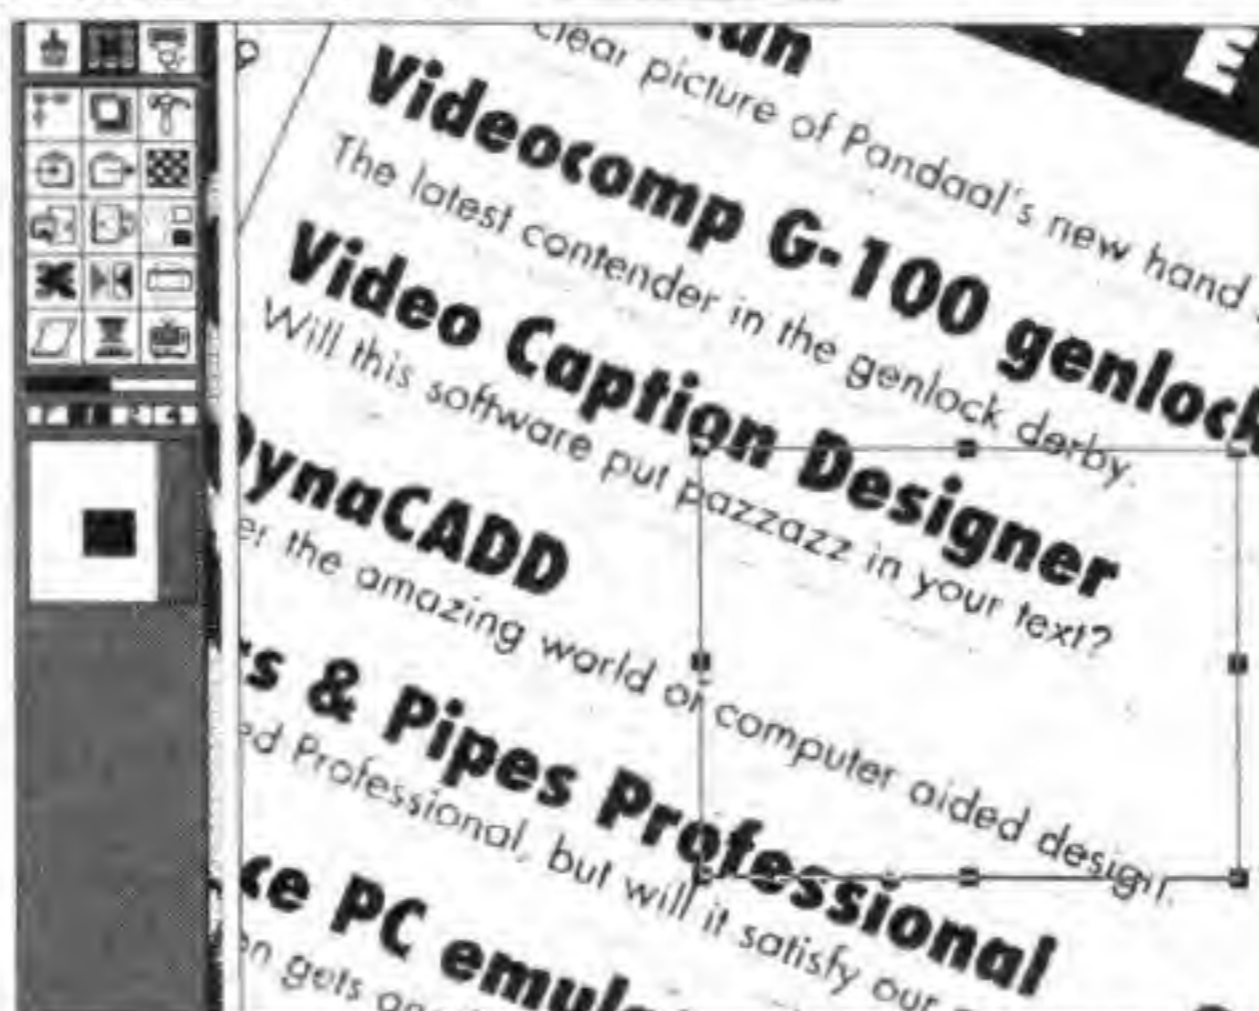 clear picture of Pandaal's new hand
Videocomp G-100 genlock
The latest contender in the genlock derby.
Video Caption Designer
Will this software put pazzazz in your text?
DynaCADD
the amazing world of computer aided design.
& Pipes Professional
Professional, but will it satisfy our
PC
gets